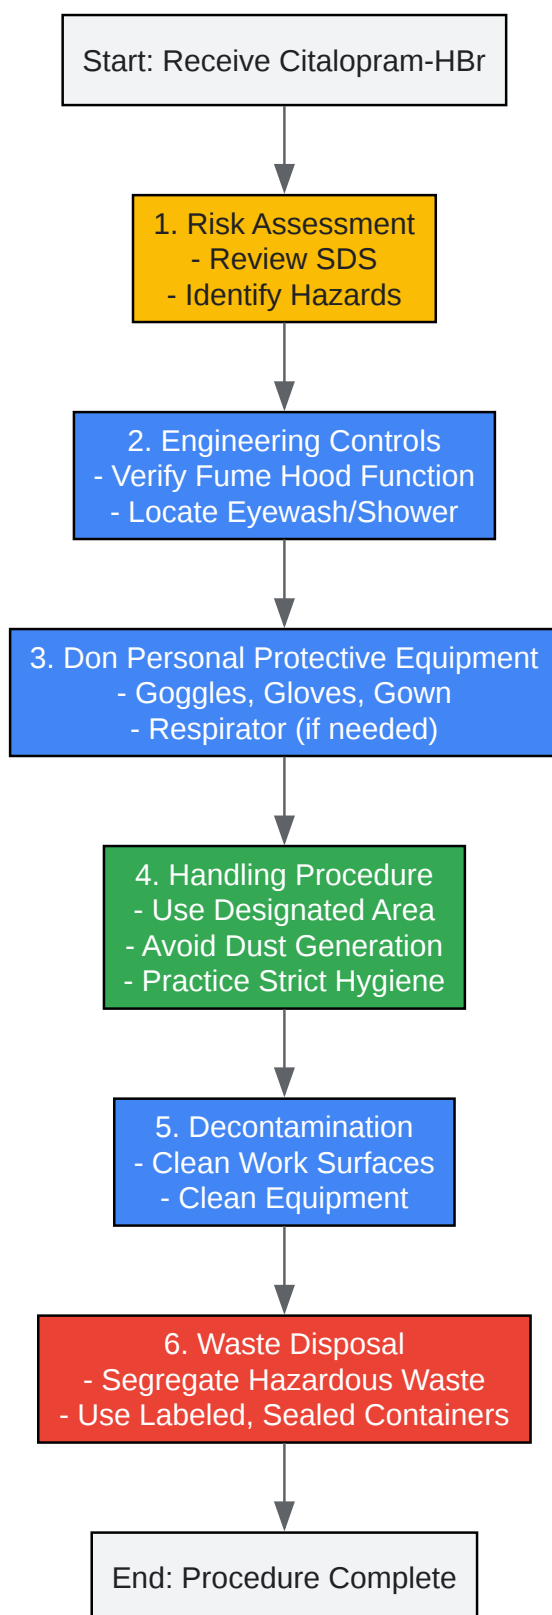 Start: Receive Citalopram-HBr
1. Risk Assessment
- Review SDS
- Identify Hazards
2. Engineering Controls
- Verify Fume Hood Function
- Locate Eyewash/Shower
3. Don Personal Protective Equipment
- Goggles, Gloves, Gown
- Respirator (if needed)
4. Handling Procedure
- Use Designated Area
- Avoid Dust Generation
- Practice Strict Hygiene
5. Decontamination
- Clean Work Surfaces
- Clean Equipment
6. Waste Disposal
- Segregate Hazardous Waste
- Use Labeled, Sealed Containers
End: Procedure Complete